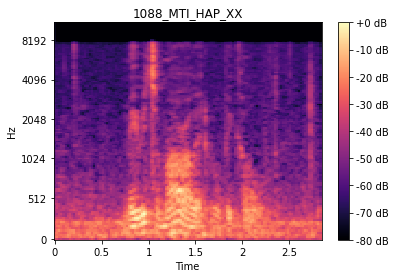 1088_MTI_HAP_XX
Hz
8192
4096
2048
1024
512
0
0
0.5
1
1.5
2
2.5
Time
+0 dB
-10 dB
-20 dB
-30 dB
-40 dB
-50 dB
-60 dB
-70 dB
-80 dB